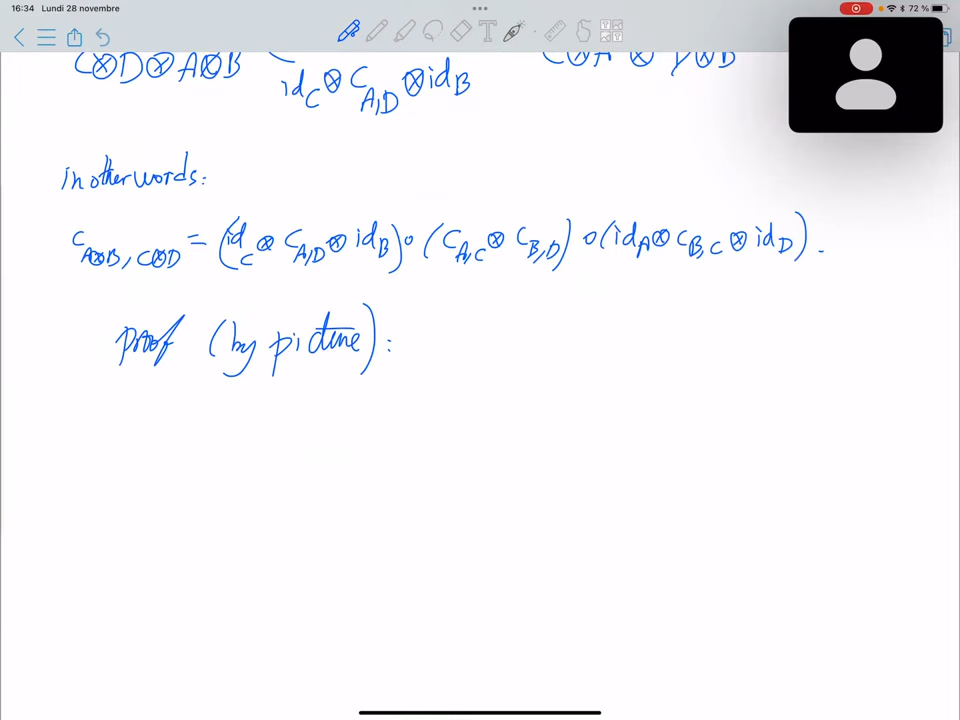 16:34 Lundi 28 novembre 72 %
C⊗D⊗A⊗B C⊗A⊗D⊗B
id_C ⊗ c_{A,D} ⊗ id_B
in other words:
c_{A⊗B, C⊗D} = (id_C ⊗ c_{A,D} ⊗ id_B) ∘ (c_{A,C} ⊗ c_{B,D}) ∘ (id_A ⊗ c_{B,C} ⊗ id_D).
proof (by picture):